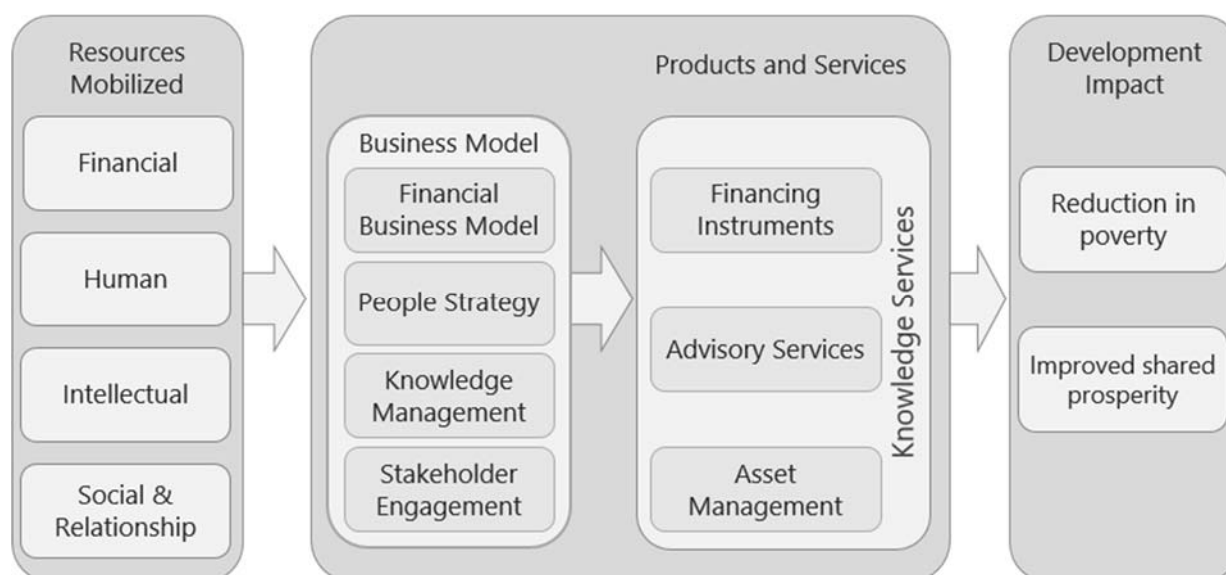 Resources
Mobilized
Financial
Human
Intellectual
Social &
Relationship
Products and Services
Business Model
Financial
Business Model
People Strategy
Knowledge
Management
Stakeholder
Engagement
Financing
Instruments
Advisory Services
Asset
Management
Knowledge Services
Development
Impact
Reduction in
poverty
Improved shared
prosperity